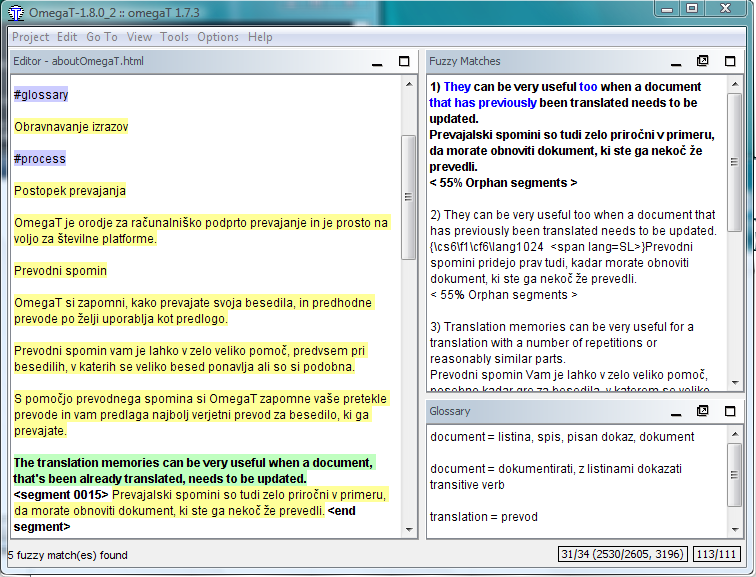 OmegaT-1.8.0_2 :: omegaT 1.7.3
Project Edit Go To View Tools Options Help
Editor - aboutOmegaT.html
#glossary
Obravnavanje izrazov
#process
Postopek prevajanja
OmegaT je orodje za računalniško podprto prevajanje in je prosto na
voljo za številne platforme.
Prevodni spomin
OmegaT si zapomni, kako prevajate svoja besedila, in predhodne
prevode po želji uporablja kot predlogo.
Prevodni spomin vam je lahko v zelo veliko pomoč, predvsem pri
besedilih, v katerih se veliko besed ponavlja ali so si podobna.
S pomočjo prevodnega spomina si OmegaT zapomne vaše pretekle
prevode in vam predlaga najbolj verjetni prevod za besedilo, ki ga
prevajate.
The translation memories can be very useful when a document,
that's been already translated, needs to be updated.
<segment 0015> Prevajalski spomini so tudi zelo priročni v primeru,
da morate obnoviti dokument, ki ste ga nekoč že prevedli. <end
segment>
Fuzzy Matches
1) They can be very useful too when a document
that has previously been translated needs to be
updated.
Prevajalski spomini so tudi zelo priročni v primeru,
da morate obnoviti dokument, ki ste ga nekoč že
prevedli.
< 55% Orphan segments >
2) They can be very useful too when a document that
has previously been translated needs to be updated.
{\cs6\f1\cf6\lang1024 <span lang=SL>}Prevodni
spomini pridejo prav tudi, kadar morate obnoviti
dokument, ki ste ga nekoč že prevedli.
< 55% Orphan segments >
3) Translation memories can be very useful for a
translation with a number of repetitions or
reasonably similar parts.
Prevodni spomin Vam je lahko v zelo veliko pomoč,
posebno kadar gre za besedila, v katerem se veliko
Glossary
document = listina, spis, pisan dokaz, dokument
document = dokumentirati, z listinami dokazati
transitive verb
translation = prevod
5 fuzzy match(es) found
31/34 (2530/2605, 3196)
113/111